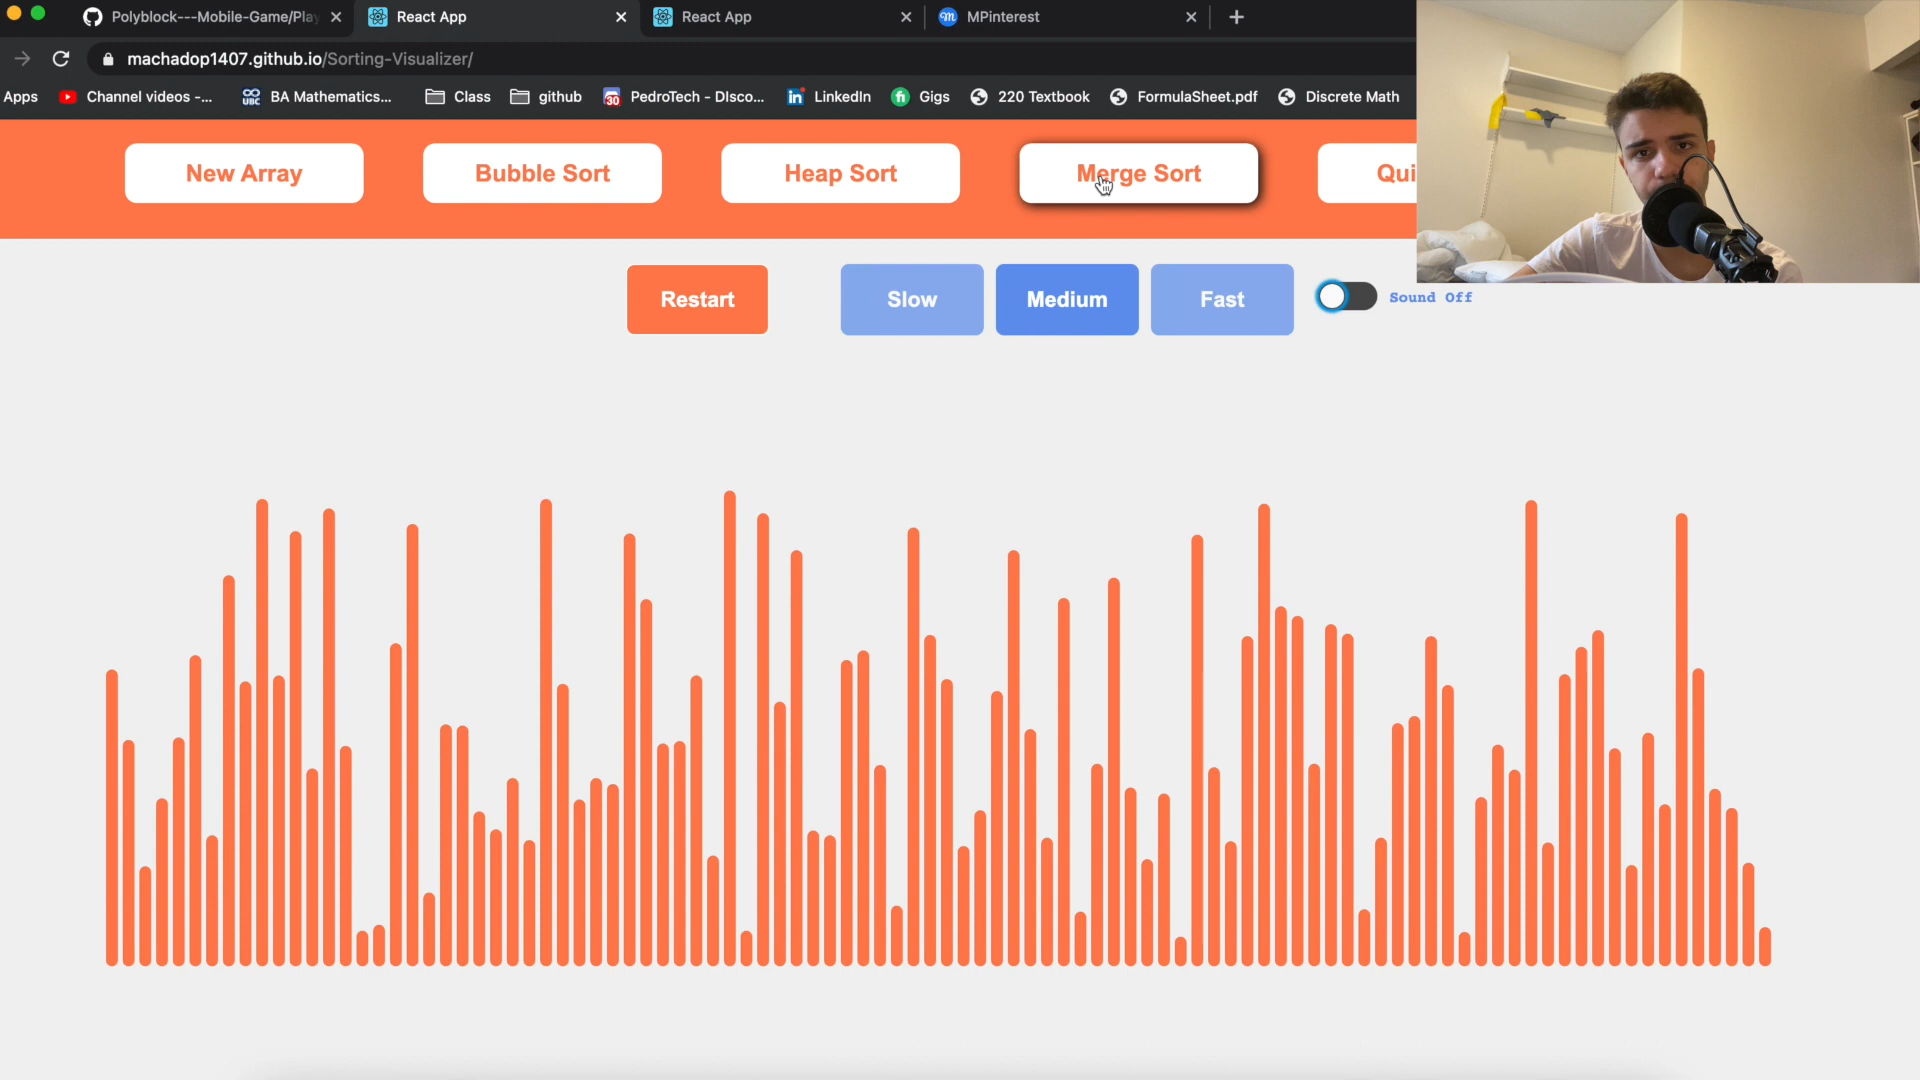 Polyblock---Mobile-Game/Play
React App
React App
MPinterest
machadop1407.github.io/Sorting-Visualizer/
Apps
Channel videos -...
BA Mathematics...
Class
github
30
PedroTech - DIsco...
LinkedIn
Gigs
220 Textbook
FormulaSheet.pdf
Discrete Math
New Array
Bubble Sort
Heap Sort
Merge Sort
Qui
Restart
Slow
Medium
Fast
Sound Off